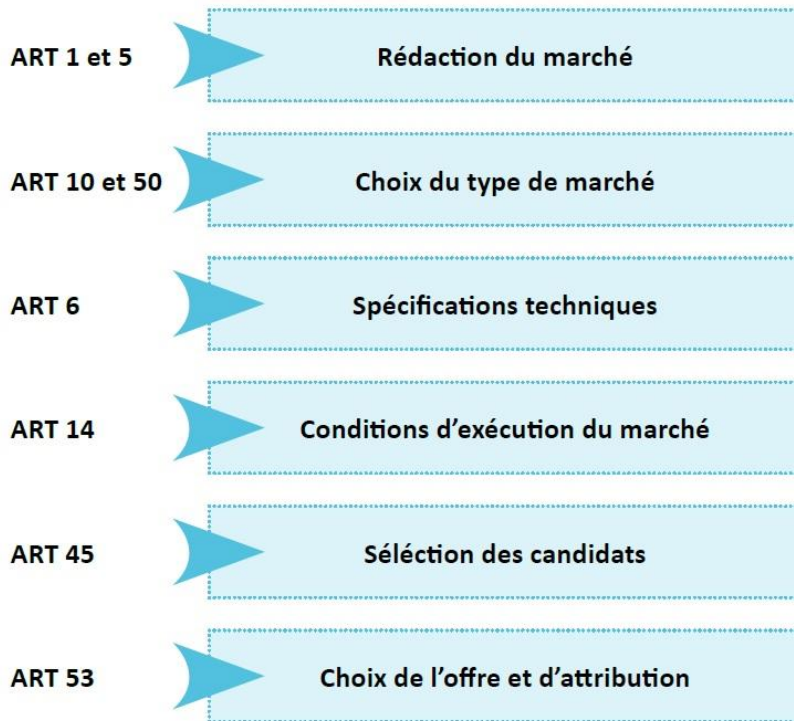 ART 1 et 5 Rédaction du marché
ART 10 et 50 Choix du type de marché
ART 6 Spécifications techniques
ART 14 Conditions d’exécution du marché
ART 45 Séléction des candidats
ART 53 Choix de l’offre et d’attribution